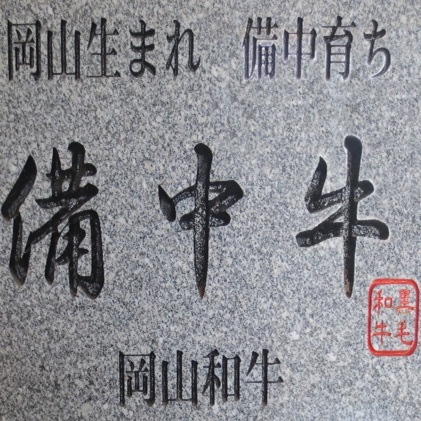 岡山生まれ 備中育ち
備中牛
黒毛
和牛
岡山和牛